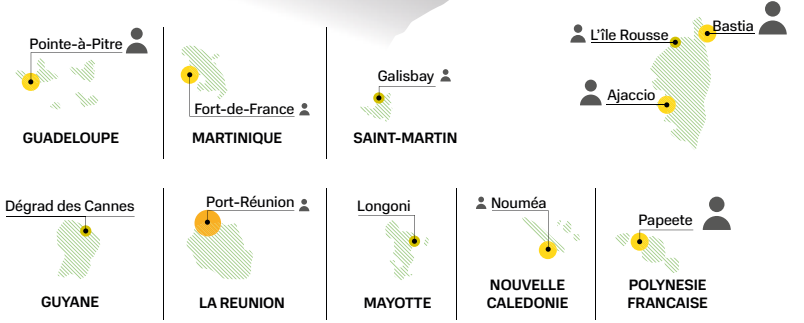 Pointe-à-Pitre
GUADELOUPE
Fort-de-France
MARTINIQUE
Galisbay
SAINT-MARTIN
L'île Rousse
Bastia
Ajaccio
Dégrad des Cannes
GUYANE
Port-Réunion
LA REUNION
Longoni
MAYOTTE
Nouméa
NOUVELLE
CALEDONIE
Papeete
POLYNESIE
FRANCAISE